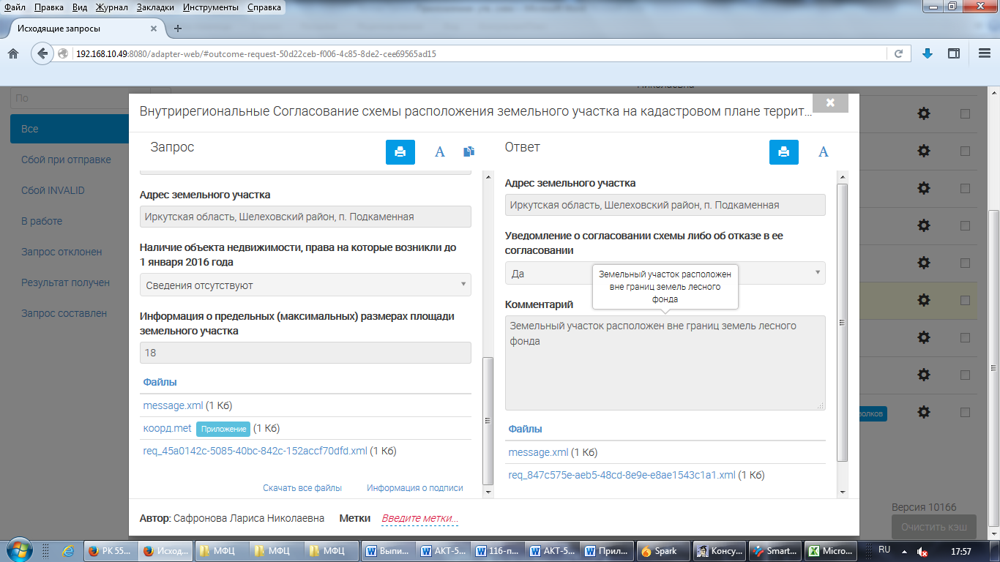 Файл Правка Вид Журнал Закладки Инструменты Справка
Исходящие запросы
192.168.10.49:8080/adapter-web/#outcome-request-50d22ceb-f006-4c85-8de2-cee69565ad15
По
Николаевна
Все
Сбой при отправке
Сбой INVALID
В работе
Запрос отклонен
Результат получен
Запрос составлен
Внутрирегиональные Согласование схемы расположения земельного участка на кадастровом плане террит...
Запрос
A
Адрес земельного участка
Иркутская область, Шелеховский район, п. Подкаменная
Наличие объекта недвижимости, права на которые возникли до
1 января 2016 года
Сведения отсутствуют
Информация о предельных (максимальных) размерах площади
земельного участка
18
Файлы
message.xml (1 Кб)
коорд.met Приложение (1 Кб)
req_45a0142c-5085-40bc-842c-152accf70dfd.xml (1 Кб)
Скачать все файлы Информация о подписи
Ответ
A
Адрес земельного участка
Иркутская область, Шелеховский район, п. Подкаменная
Уведомление о согласовании схемы либо об отказе в ее
согласовании
Да
Земельный участок расположен
вне границ земель лесного
фонда
Комментарий
Земельный участок расположен вне границ земель лесного
фонда
Файлы
message.xml (1 Кб)
req_847c575e-aeb5-48cd-8e9e-e8ae1543c1a1.xml (1 Кб)
Автор: Сафронова Лариса Николаевна Метки Введите метки...
волков
Версия 10166
Очистить кэш
РК 55... Исход... МФЦ МФЦ МФЦ Выпи... АКТ-5... 116-п... АКТ-5... Прил... Spark Консу... Smart... Micro... RU 17:57